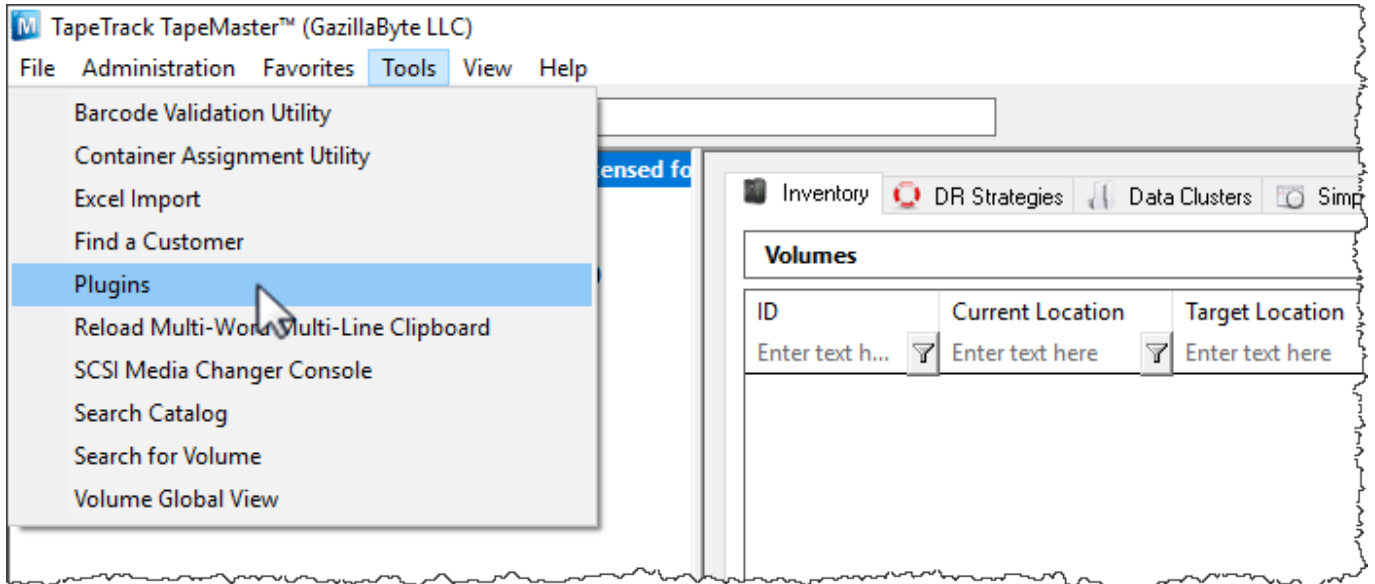 TapeTrack TapeMaster™ (GazillaByte LLC)
File Administration Favorites Tools View Help
Barcode Validation Utility
Container Assignment Utility
Excel Import
Find a Customer
Plugins
Reload Multi-Word Multi-Line Clipboard
SCSI Media Changer Console
Search Catalog
Search for Volume
Volume Global View
Inventory DR Strategies Data Clusters
Volumes
ID Current Location Target Location
Enter text h... Enter text here Enter text here